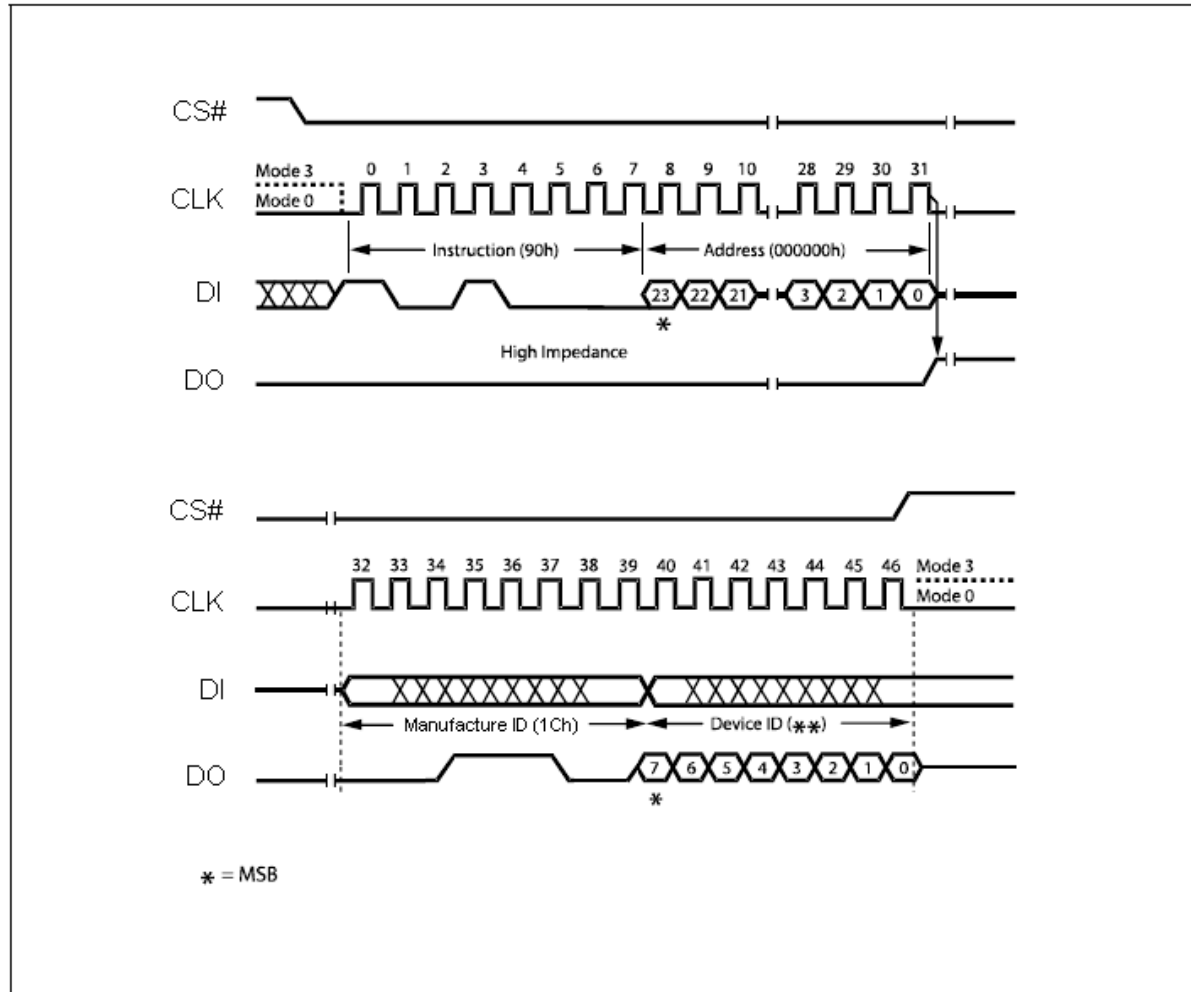 CS#
Mode 3
0 1 2 3 4 5 6 7 8 9 10 28 29 30 31
CLK
Mode 0
Instruction (90h)
Address (000000h)
DI
23 22 21 3 2 1 0
*
High Impedance
DO
CS#
32 33 34 35 36 37 38 39 40 41 42 43 44 45 46
Mode 3
CLK
Mode 0
DI
Manufacture ID (1Ch)
Device ID (**)
DO
7 6 5 4 3 2 1 0
*
* = MSB